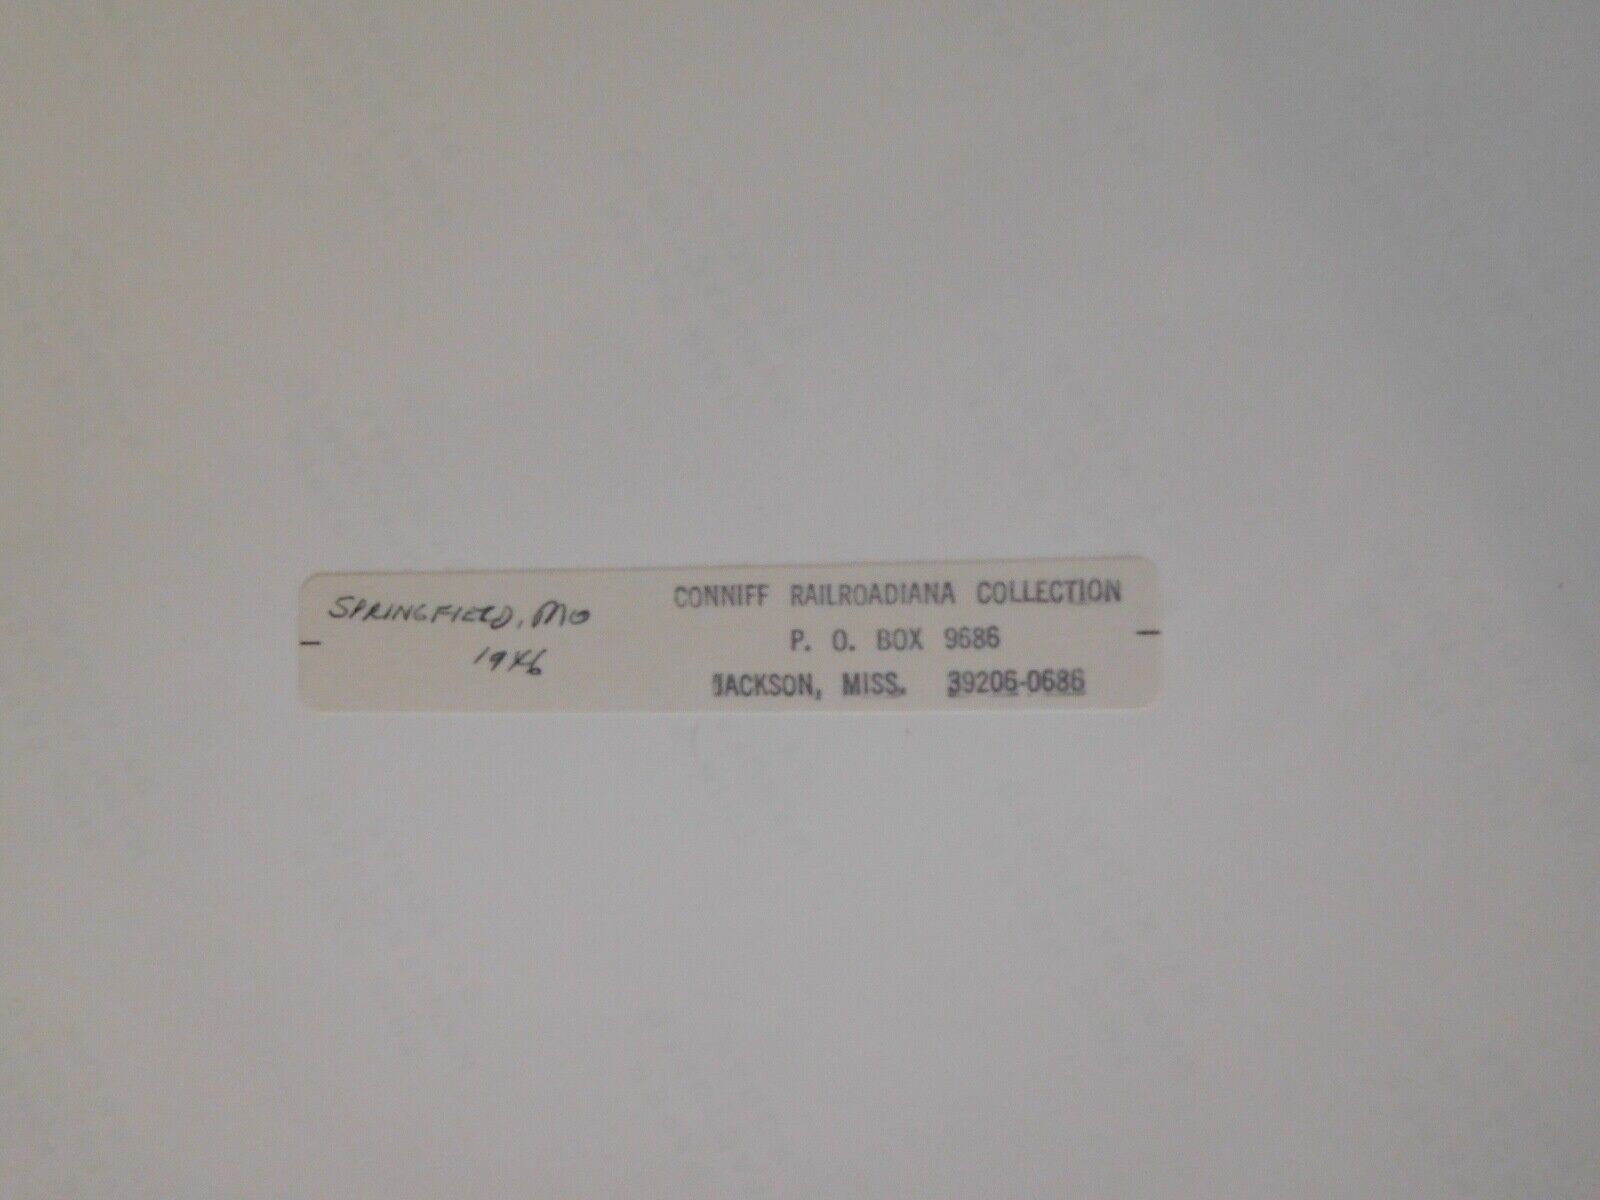 SPRINGFIELD, MO
1946
CONNIFF RAILROADIANA COLLECTION
P. O. BOX 9686
JACKSON, MISS. 39206-0686